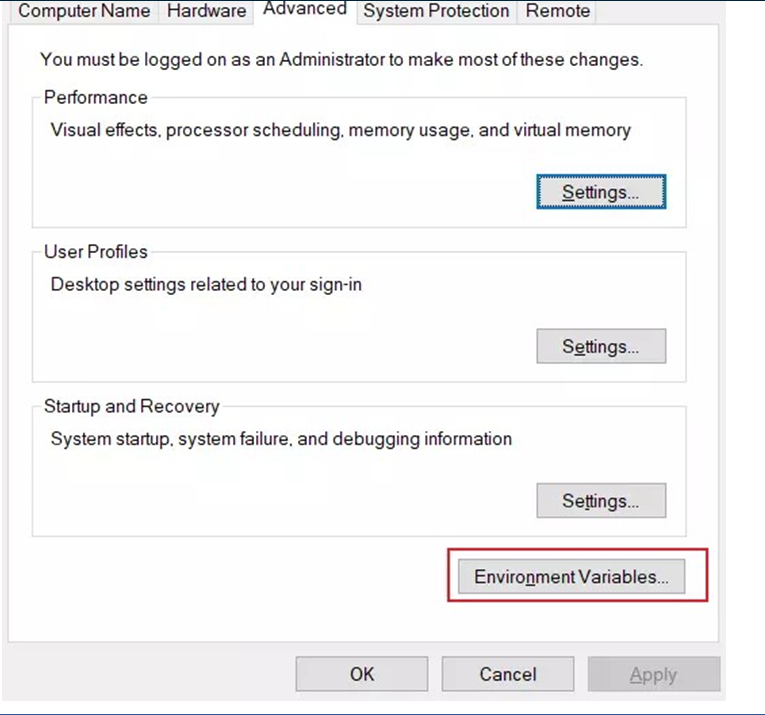 Computer Name Hardware Advanced System Protection Remote
You must be logged on as an Administrator to make most of these changes.
Performance
Visual effects, processor scheduling, memory usage, and virtual memory
Settings...
User Profiles
Desktop settings related to your sign-in
Settings...
Startup and Recovery
System startup, system failure, and debugging information
Settings...
Environment Variables...
OK Cancel Apply